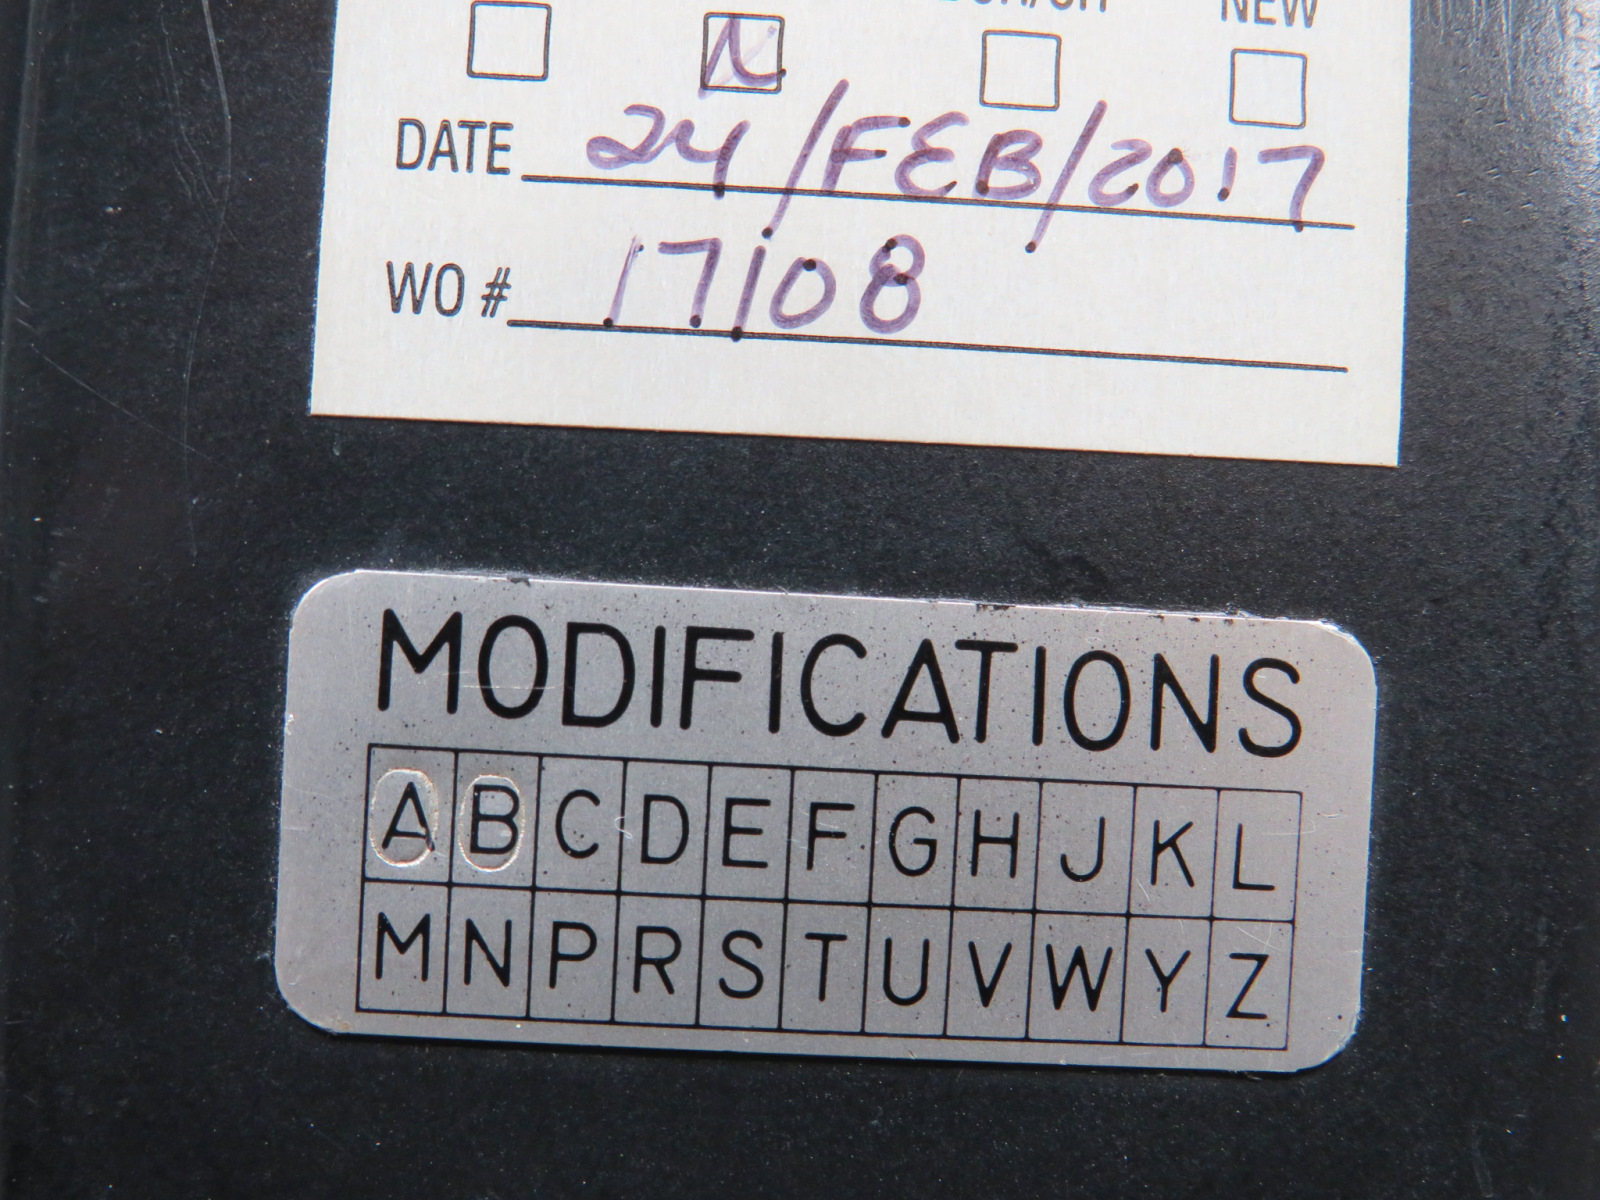 NEW
DATE 24/FEB/2017
WO # 17108
MODIFICATIONS
A B C D E F G H J K L
M N P R S T U V W Y Z